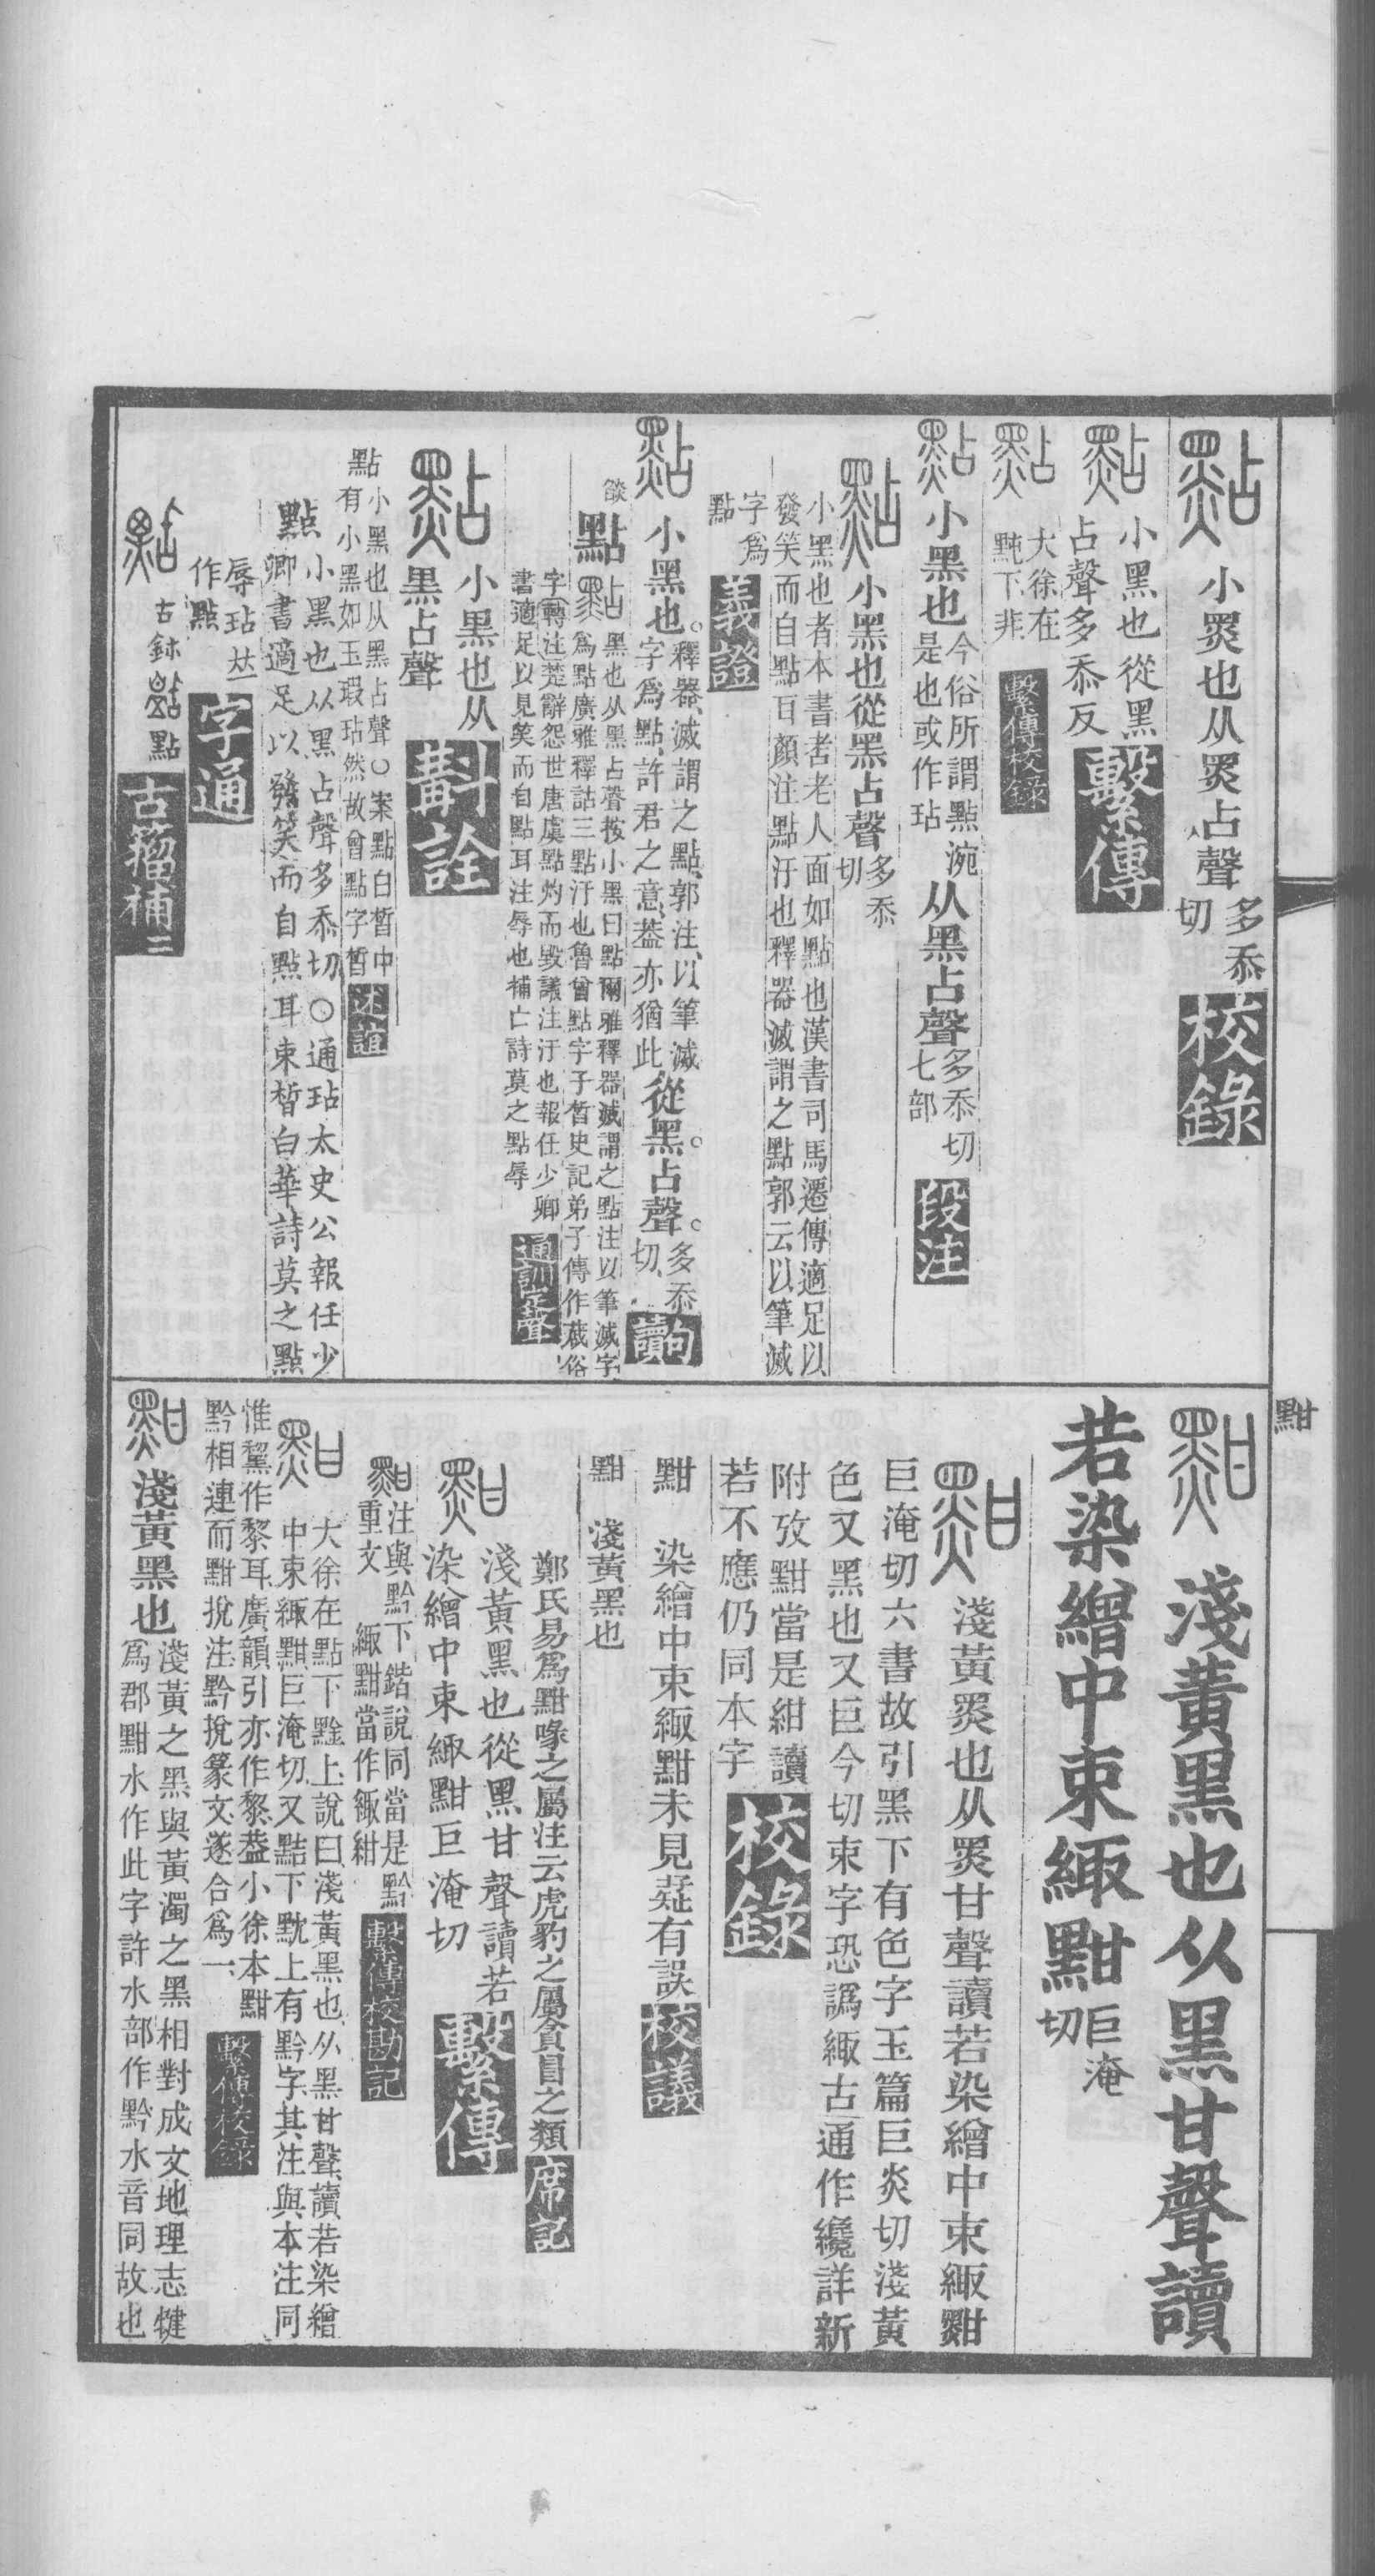 點 小黑也从黑占聲多忝切 校錄
點 小黑也從黑占聲多忝反 繫傳
點 大徐在黗下非 繫傳校錄
點 小黑也 今俗所謂點涴是也或作玷 从黑占聲 多忝切七部 段注
點 小黑也從黑占聲 多忝切
小黑也者本書耇老人面如點也漢書司馬遷傳適足以
發笑而自點耳顏注點汙也釋器滅謂之點郭云以筆滅
字爲點 義證
點 小黑也。釋器滅謂之點郭注以筆滅字爲點許君之意葢亦猶此 從黑。占聲。多忝切 句讀
點 黑也从黑占聲按小黑曰點爾雅釋器滅謂之點注以筆滅字
爲點廣雅釋詁三點汙也魯曾點字子晳史記弟子傳作蒧俗
字轉注楚辭怨世唐虞點灼而毀議注汙也報任少卿
書適足以見笑而自點耳注辱也補亡詩莫之點辱 通訓定聲
點 小黑也从黑占聲 斠詮
點 小黑也从黑占聲○案點白晳中
有小黑如玉瑕玷然故曾點字晳 述誼
點 小黑也从黑占聲多忝切○通玷太史公報任少
卿書適足以發笑而自點耳束晳白華詩莫之點
辱玷𠀤作點 字通
點 古鉢 點 古籀補二
黚
黚 淺黃黑也从黑甘聲讀
若染繒中束緅黚 巨淹切
黚 淺黃黑也从黑甘聲讀若染繒中束緅黚
巨淹切六書故引黑下有色字玉篇巨炎切淺黃
色又黑也又巨今切束字恐譌緅古通作纔詳新
附攷黚當是紺讀
若不應仍同本字 校錄
黚 染繒中束緅黚未見疑有誤 校議
黚 淺黃黑也
鄭氏易爲黚喙之屬注云虎豹之屬貪冒之類 席記
黚 淺黃黑也從黑甘聲讀若
染繒中束緅黚巨淹切 繫傳
黚 注與黔下重文 鍇說同當是黔
緅黚當作緅紺 繫傳校勘記
黚 大徐在點下黅上說曰淺黃黑也从黑甘聲讀若染繒
中束緅黚巨淹切又黠下黕上有黔字其注與本注同
惟黧作黎耳廣韻引亦作黎葢小徐本黚
黔相連而黚挩注黔挩篆文遂合爲一 繫傳校錄
黚 淺黃黑也 淺黃之黑與黃濁之黑相對成文地理志犍
爲郡黚水作此字許水部作黔水音同故也